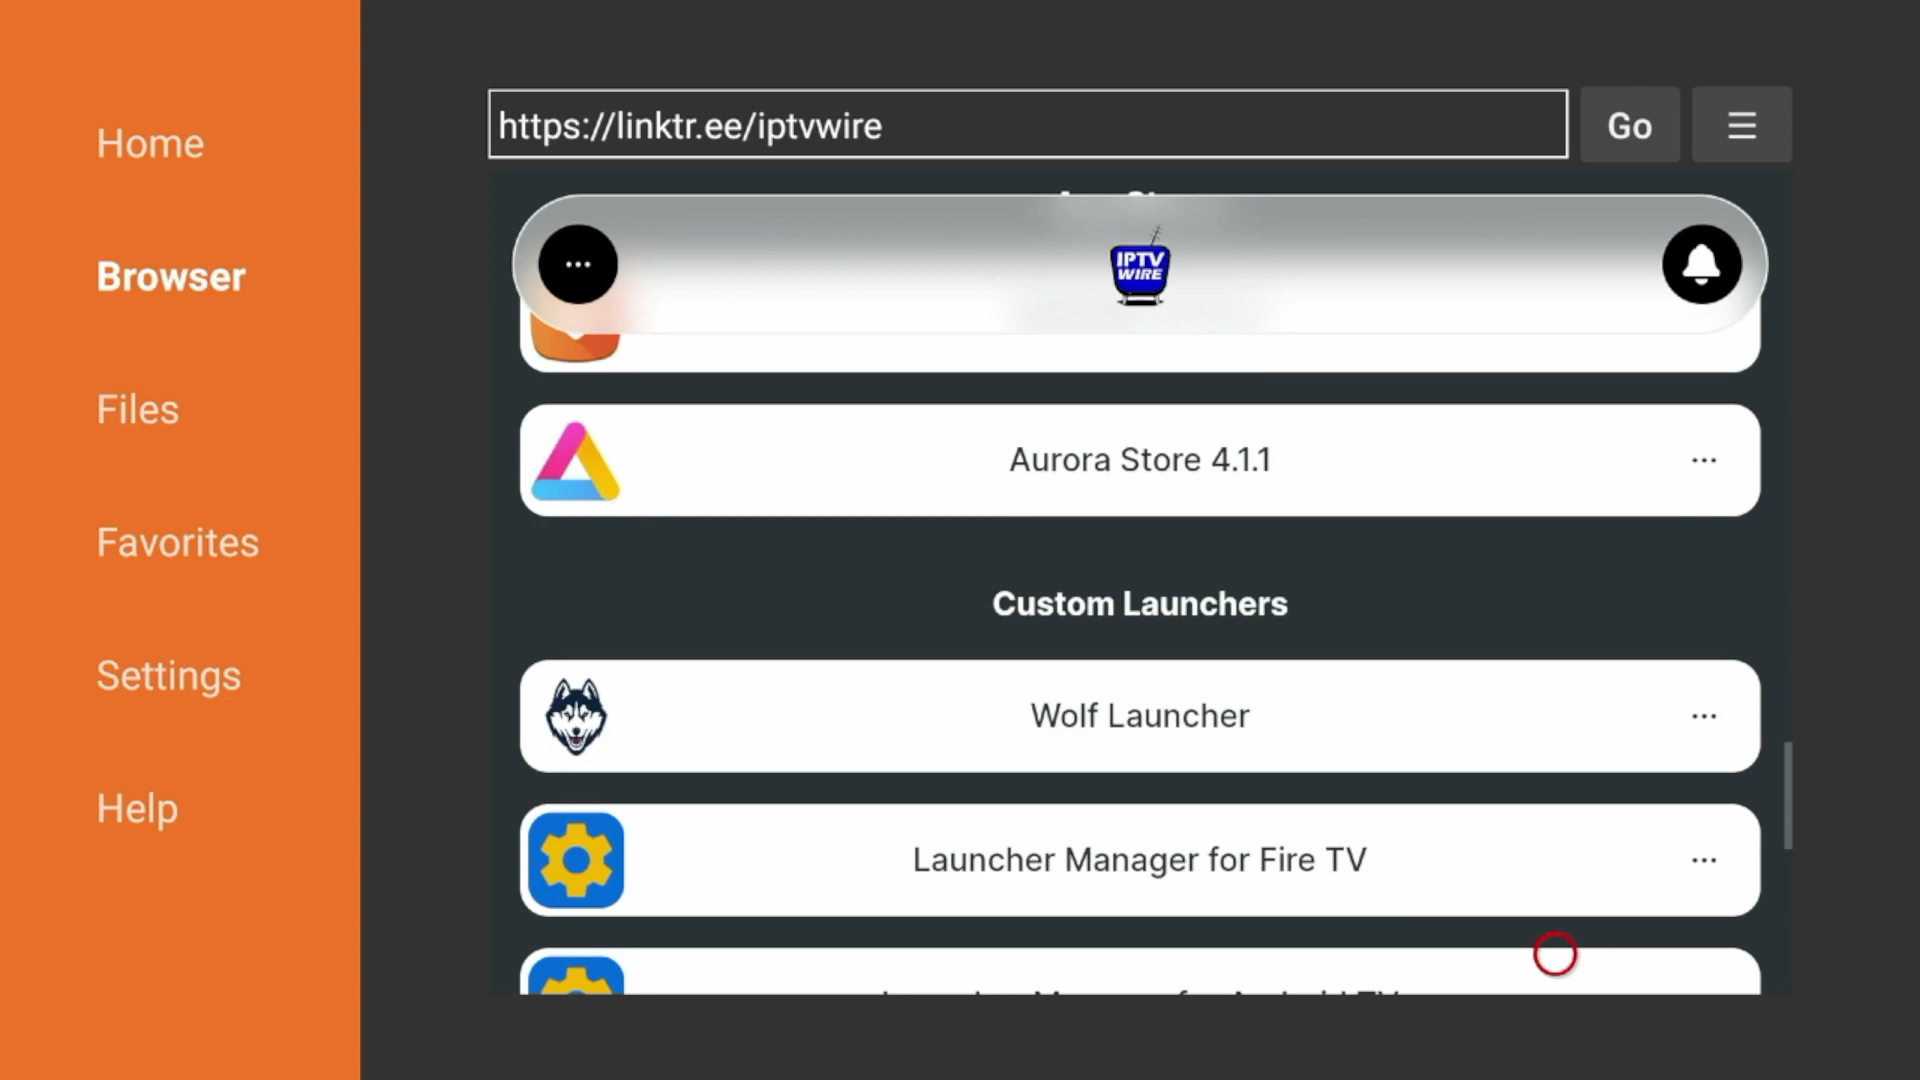 Home
Browser
Files
Favorites
Settings
Help
https://linktr.ee/iptvwire
Go
IPTV
WIRE
Aurora Store 4.1.1
Custom Launchers
Wolf Launcher
Launcher Manager for Fire TV